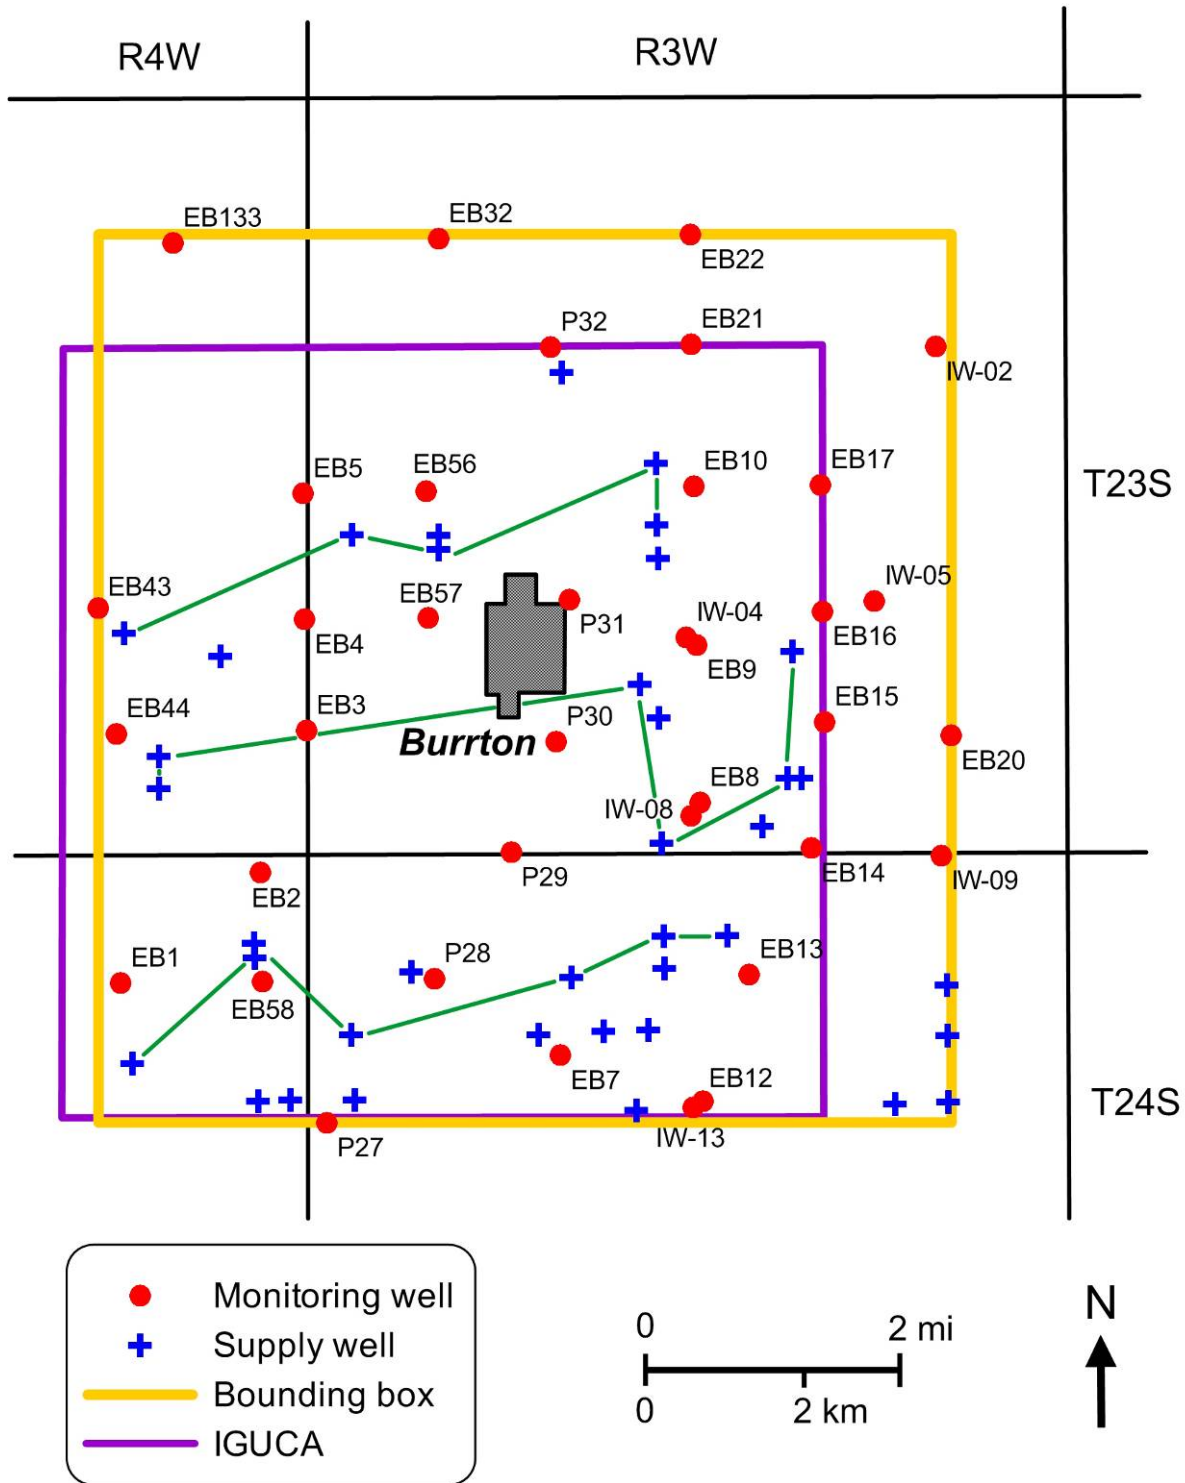 R4W
R3W
EB133
EB32
EB22
P32
EB21
IW-02
EB5
EB56
EB10
EB17
T23S
EB43
EB57
P31
IW-04
IW-05
EB4
EB9
EB16
EB44
EB3
P30
EB15
Burrton
EB20
EB8
IW-08
P29
EB14
IW-09
EB2
EB1
P28
EB13
EB58
EB7
EB12
T24S
P27
IW-13
Monitoring well
Supply well
Bounding box
IGUCA
0 2 mi
0 2 km
N